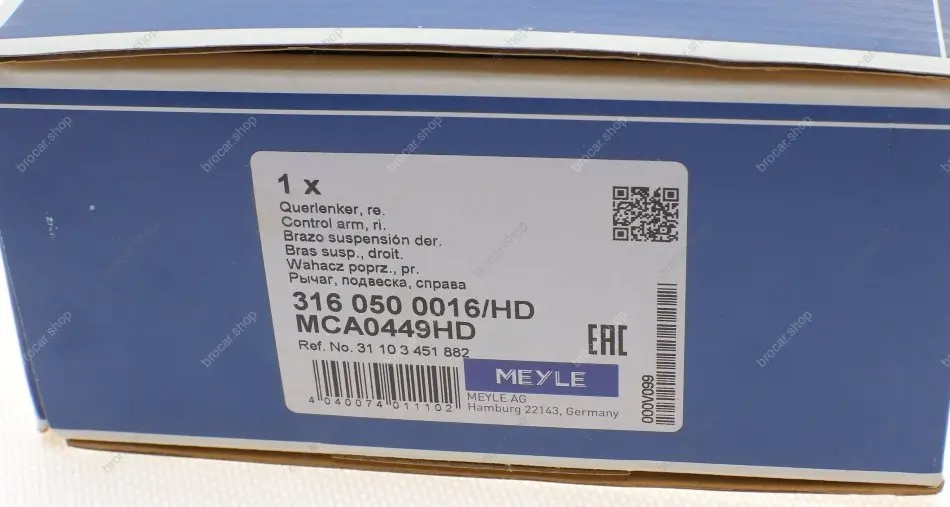 1 x
Querlenker, re.
Control arm, ri.
Brazo suspensión der.
Bras susp., droit.
Wahacz poprz., pr.
Рычаг, подвеска, справа
316 050 0016/HD
MCA0449HD
Ref. No. 31 10 3 451 882
EAC
MEYLE
MEYLE AG
Hamburg 22143, Germany
4 040074 011102
000V099
brocar.shop